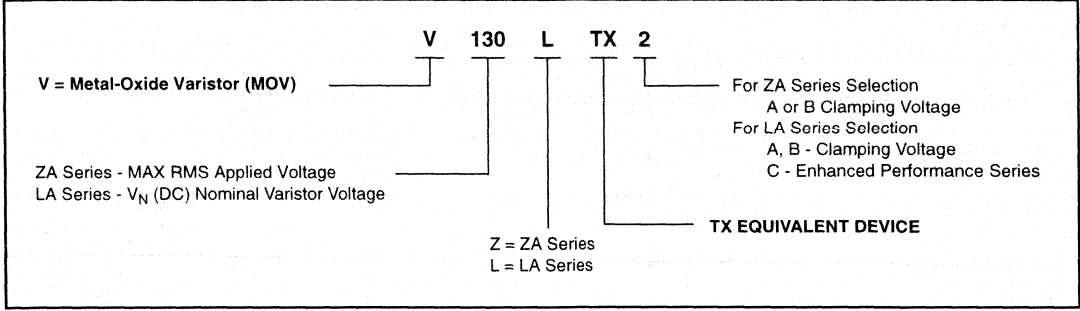 V 130 L TX 2
V = Metal-Oxide Varistor (MOV)
For ZA Series Selection
A or B Clamping Voltage
For LA Series Selection
A, B - Clamping Voltage
C - Enhanced Performance Series
ZA Series - MAX RMS Applied Voltage
LA Series - VN (DC) Nominal Varistor Voltage
TX EQUIVALENT DEVICE
Z = ZA Series
L = LA Series